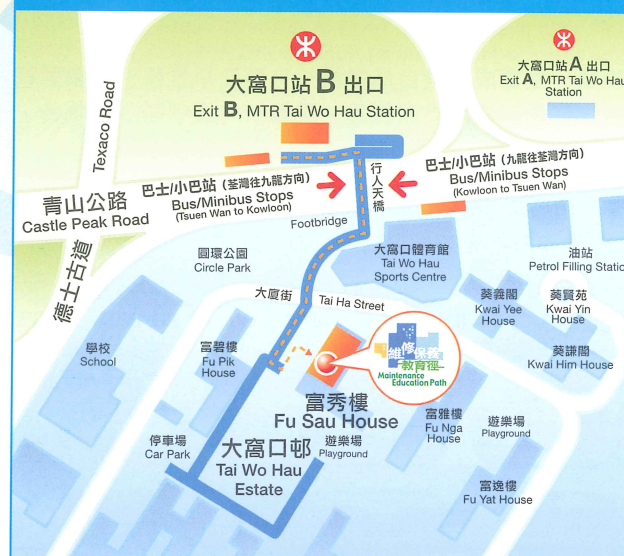 大窩口站 B 出口
Exit B, MTR Tai Wo Hau Station
大窩口站 A 出口
Exit A, MTR Tai Wo Hau
Station
Texaco Road
青山公路
Castle Peak Road
巴士/小巴站 (荃灣往九龍方向)
Bus/Minibus Stops
(Tsuen Wan to Kowloon)
行人天橋
巴士/小巴站 (九龍往荃灣方向)
Bus/Minibus Stops
(Kowloon to Tsuen Wan)
Footbridge
德士古道
圓環公園
Circle Park
大窩口體育館
Tai Wo Hau
Sports Centre
油站
Petrol Filling Statio
大廈街
Tai Ha Street
葵義閣
Kwai Yee
House
葵賢苑
Kwai Yin
House
學校
School
富碧樓
Fu Pik
House
維修保養
教育徑
Maintenance
Education Path
葵謙閣
Kwai Him House
富秀樓
Fu Sau House
富雅樓
Fu Nga
House
遊樂場
Playground
停車場
Car Park
大窩口邨
Tai Wo Hau
Estate
遊樂場
Playground
富逸樓
Fu Yat House